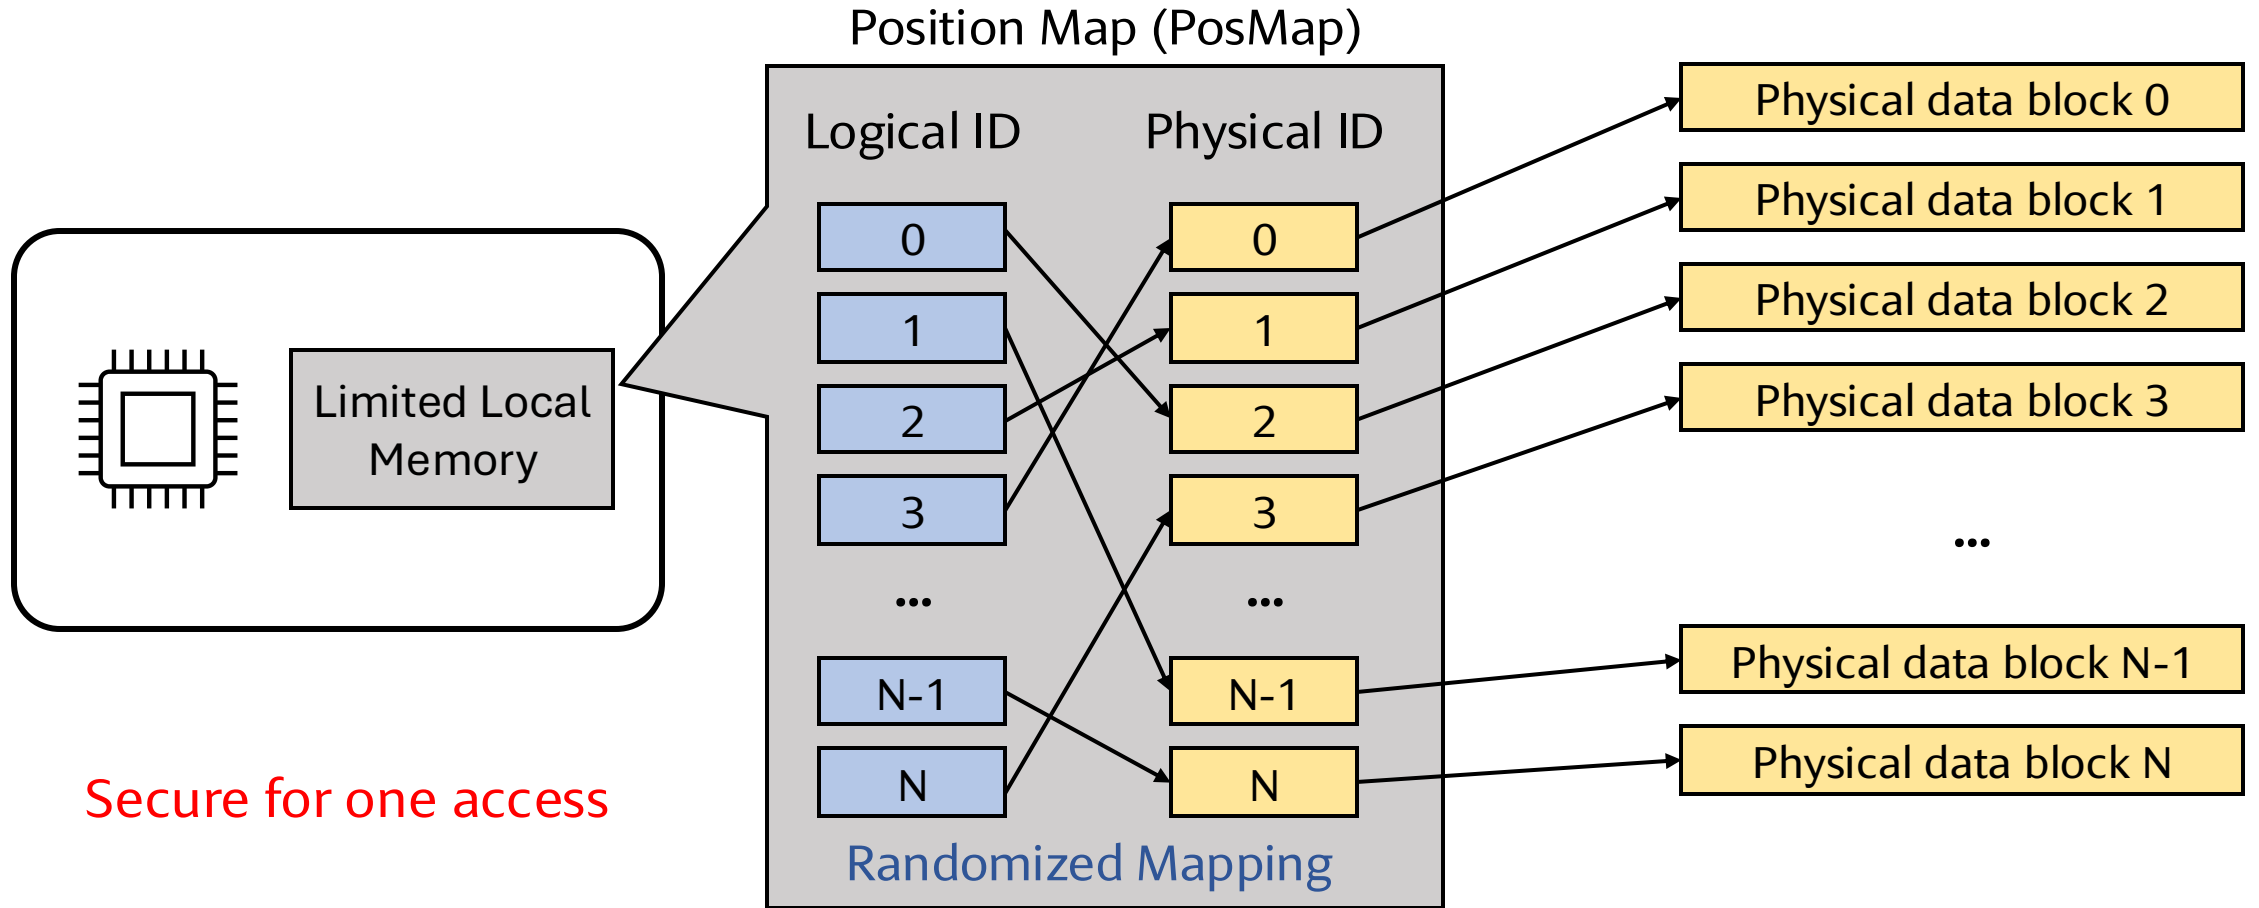 Position Map (PosMap)
Logical ID
Physical ID
0
1
2
3
...
N-1
N
0
1
2
3
...
N-1
N
Randomized Mapping
Limited Local
Memory
Secure for one access
Physical data block 0
Physical data block 1
Physical data block 2
Physical data block 3
...
Physical data block N-1
Physical data block N